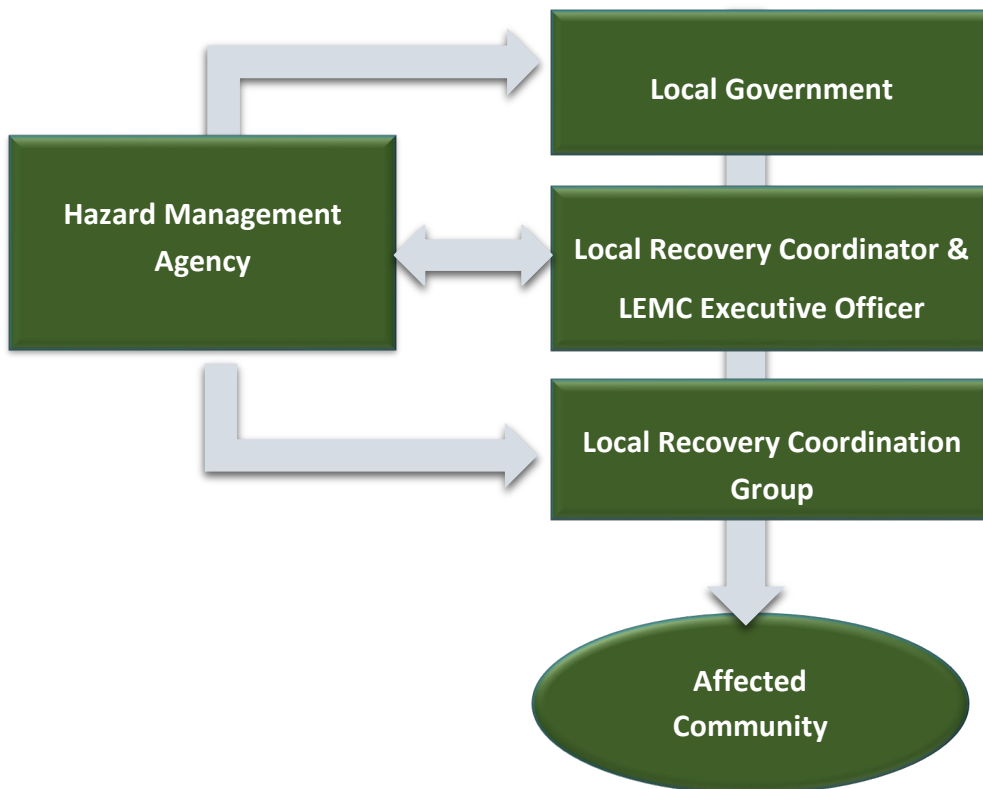 Local Government
Hazard Management
Agency
Local Recovery Coordinator &
LEMC Executive Officer
Local Recovery Coordination
Group
Affected
Community